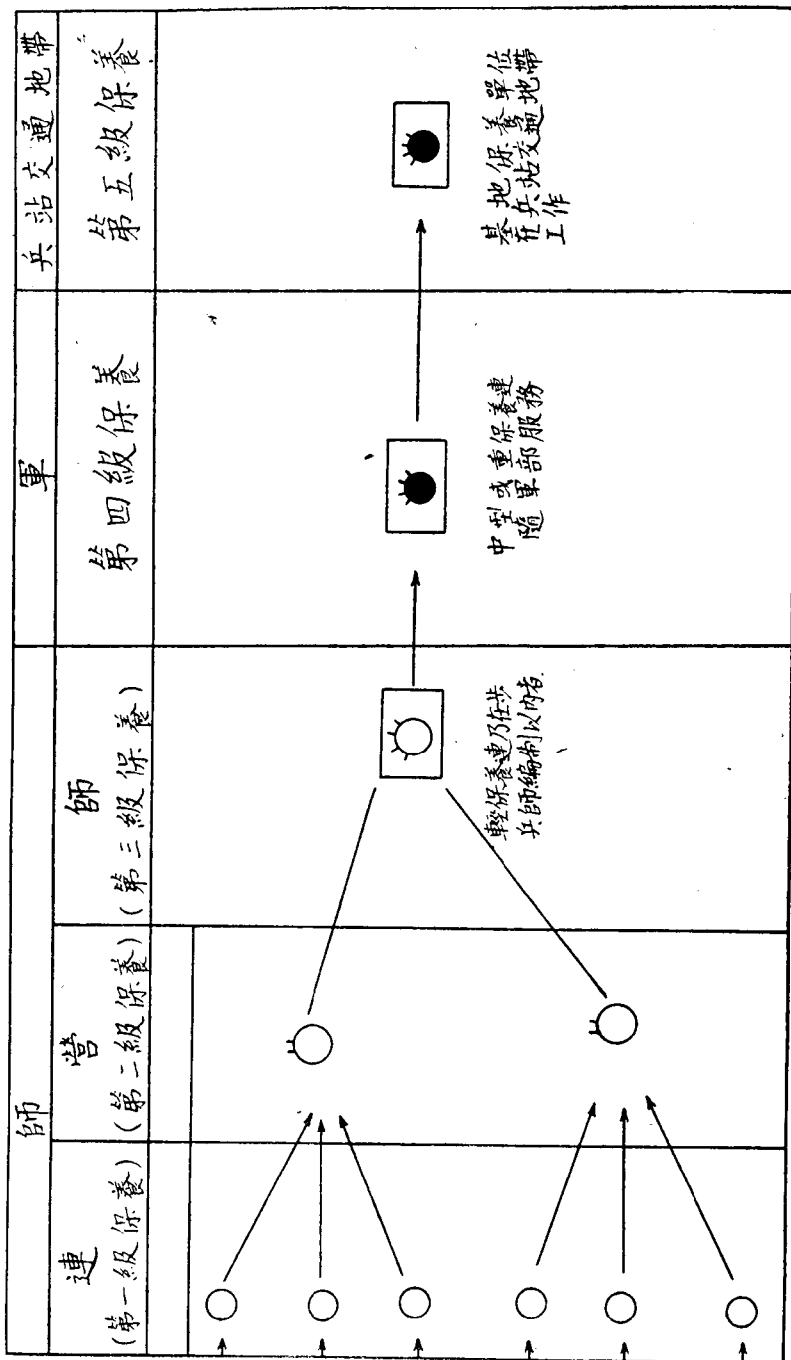 兵站交通地帶
第五級保養
基地保養單位
在兵站交通地帶
工作
軍
第四級保養
中型或重保養連
隨軍部服務
師
師
(第三級保養)
輕保養連乃在步
兵師編制以內者
營
(第二級保養)
連
(第一級保養)